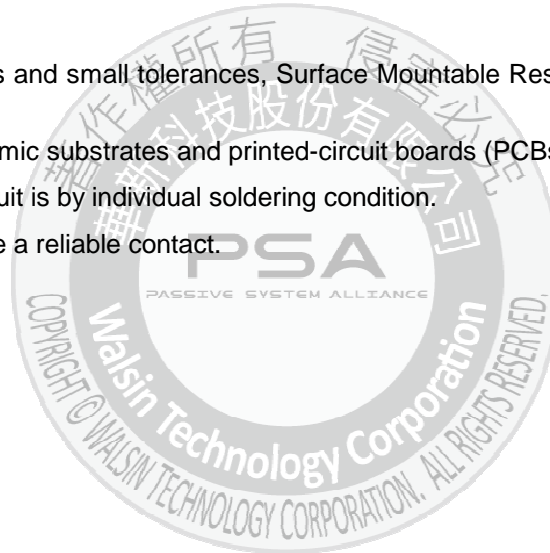 s and small tolerances, Surface Mountable Res
mic substrates and printed-circuit boards (PCBs
uit is by individual soldering condition.
e a reliable contact.
著作權所有 侵害必究
華新科技股份有限公司
PSA
PASSIVE SYSTEM ALLIANCE
Walsin Technology Corporation
COPYRIGHT © WALSIN TECHNOLOGY CORPORATION. ALL RIGHTS RESERVED.